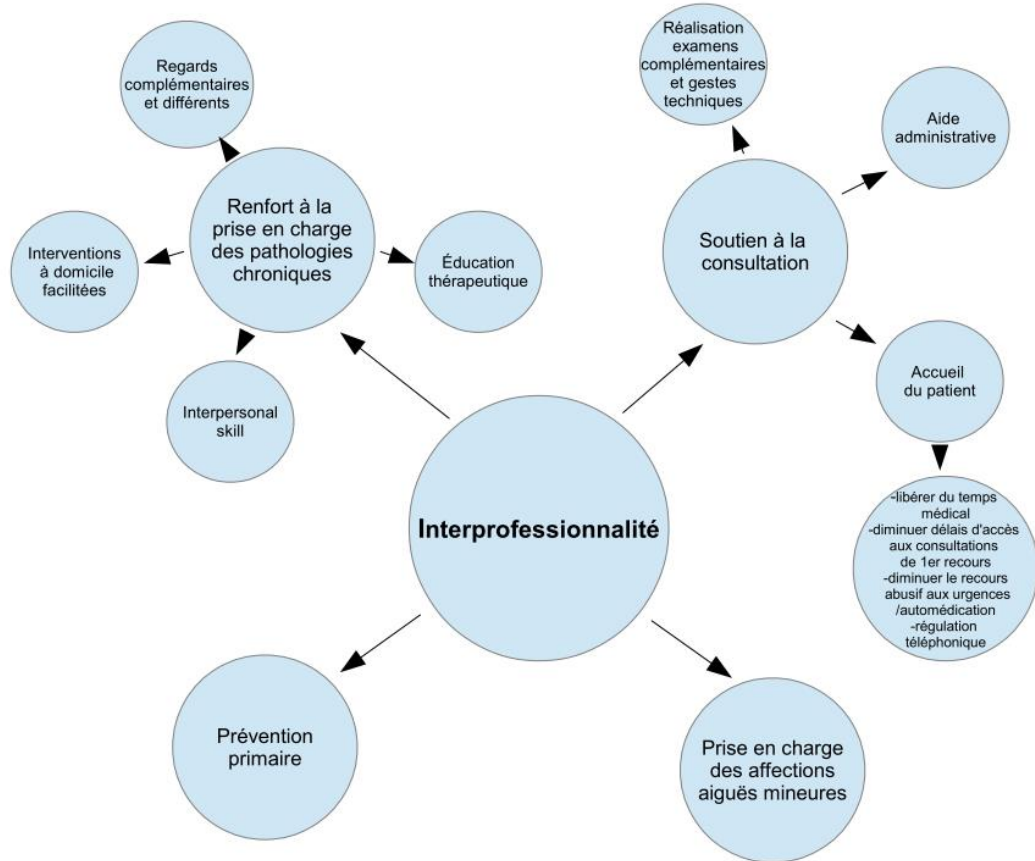 Regards
complémentaires
et différents
Réalisation
examens
complémentaires
et gestes
techniques
Aide
administrative
Renfort à la
prise en charge
des pathologies
chroniques
Soutien à la
consultation
Interventions
à domicile
facilitées
Éducation
thérapeutique
Interpersonal
skill
Accueil
du patient
Interprofessionnalité
-libérer du temps
médical
-diminuer délais d'accès
aux consultations
de 1er recours
-diminuer le recours
abusif aux urgences
/automédication
-régulation
téléphonique
Prévention
primaire
Prise en charge
des affections
aiguës mineures